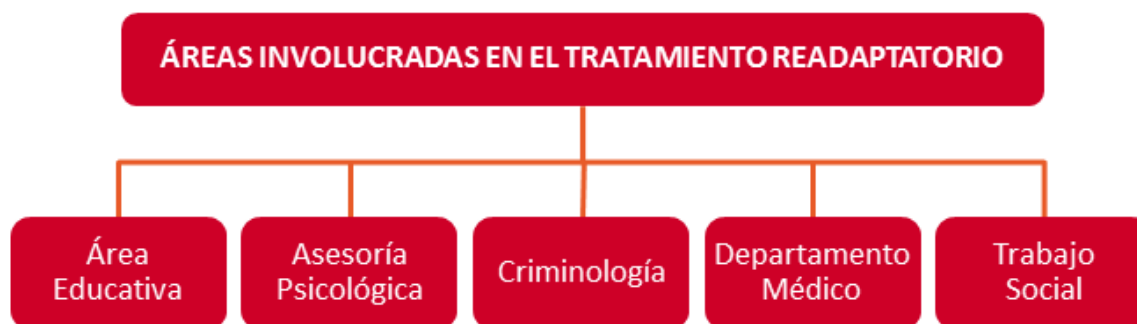 ÁREAS INVOLUCRADAS EN EL TRATAMIENTO READAPTATORIO
Área
Educativa
Asesoría
Psicológica
Criminología
Departamento
Médico
Trabajo
Social